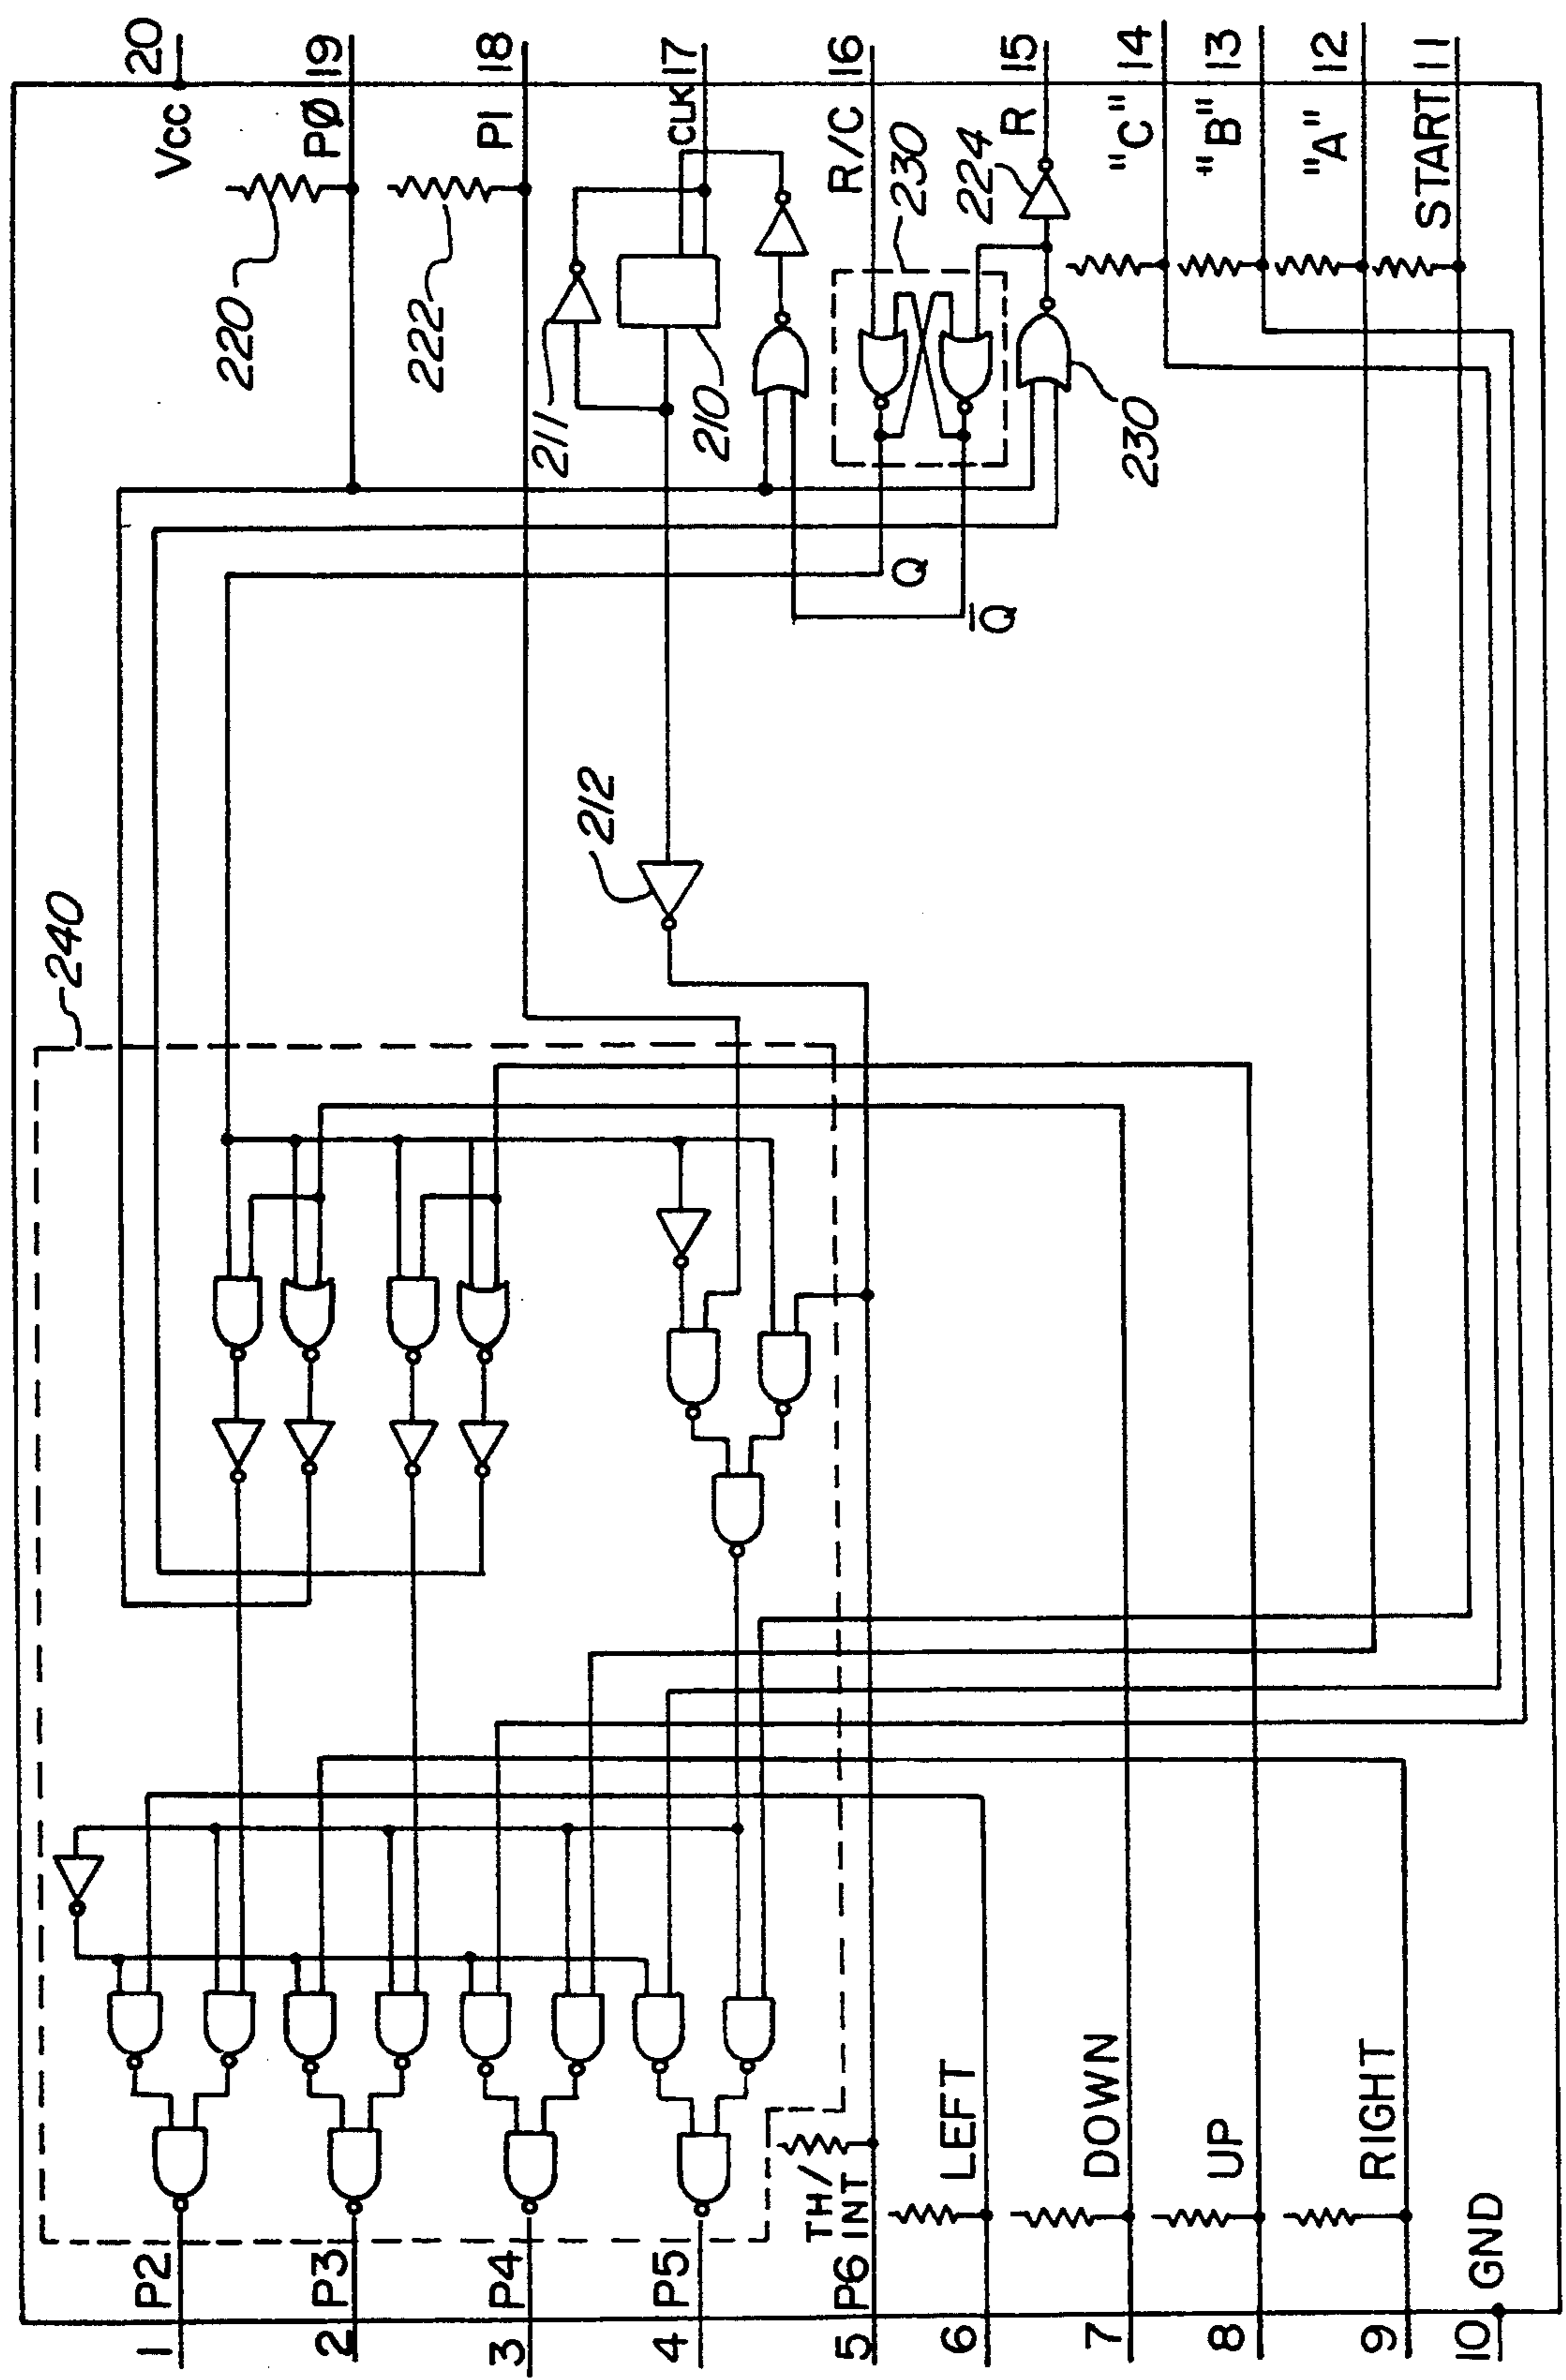 20
Vcc
PØ 19
220
P1 18
222
CLK 17
211
210
R/C 16
230
R 15
224
230
"C" 14
"B" 13
"A" 12
START 11
Q
Q̅
212
240
1 P2
2 P3
3 P4
4 P5
TH/
INT
5 P6
6 LEFT
7 DOWN
8 UP
9 RIGHT
10 GND